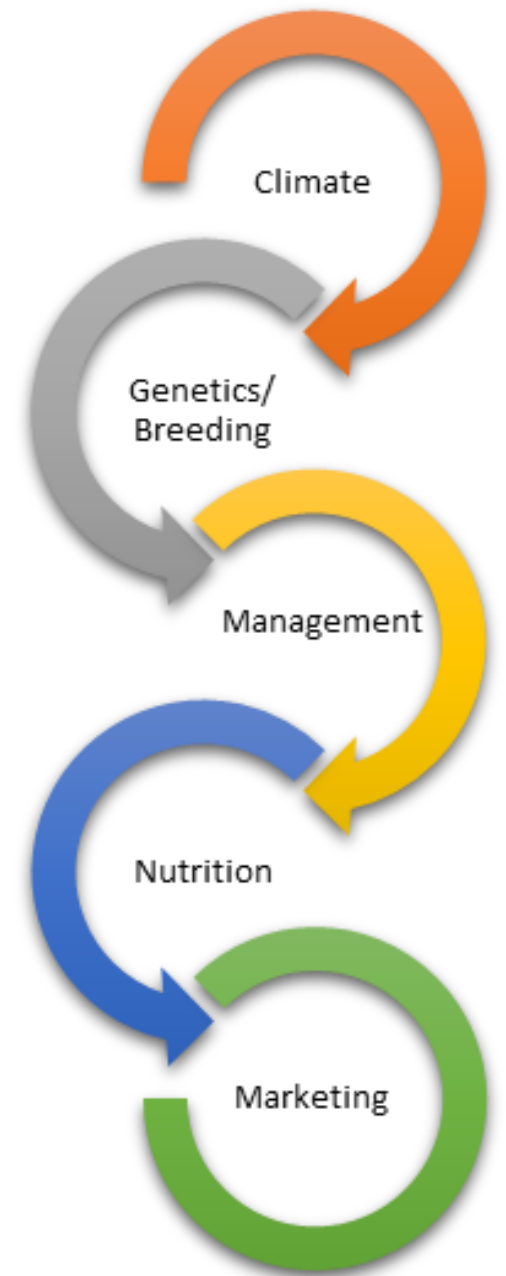 Climate
Genetics/
Breeding
Management
Nutrition
Marketing